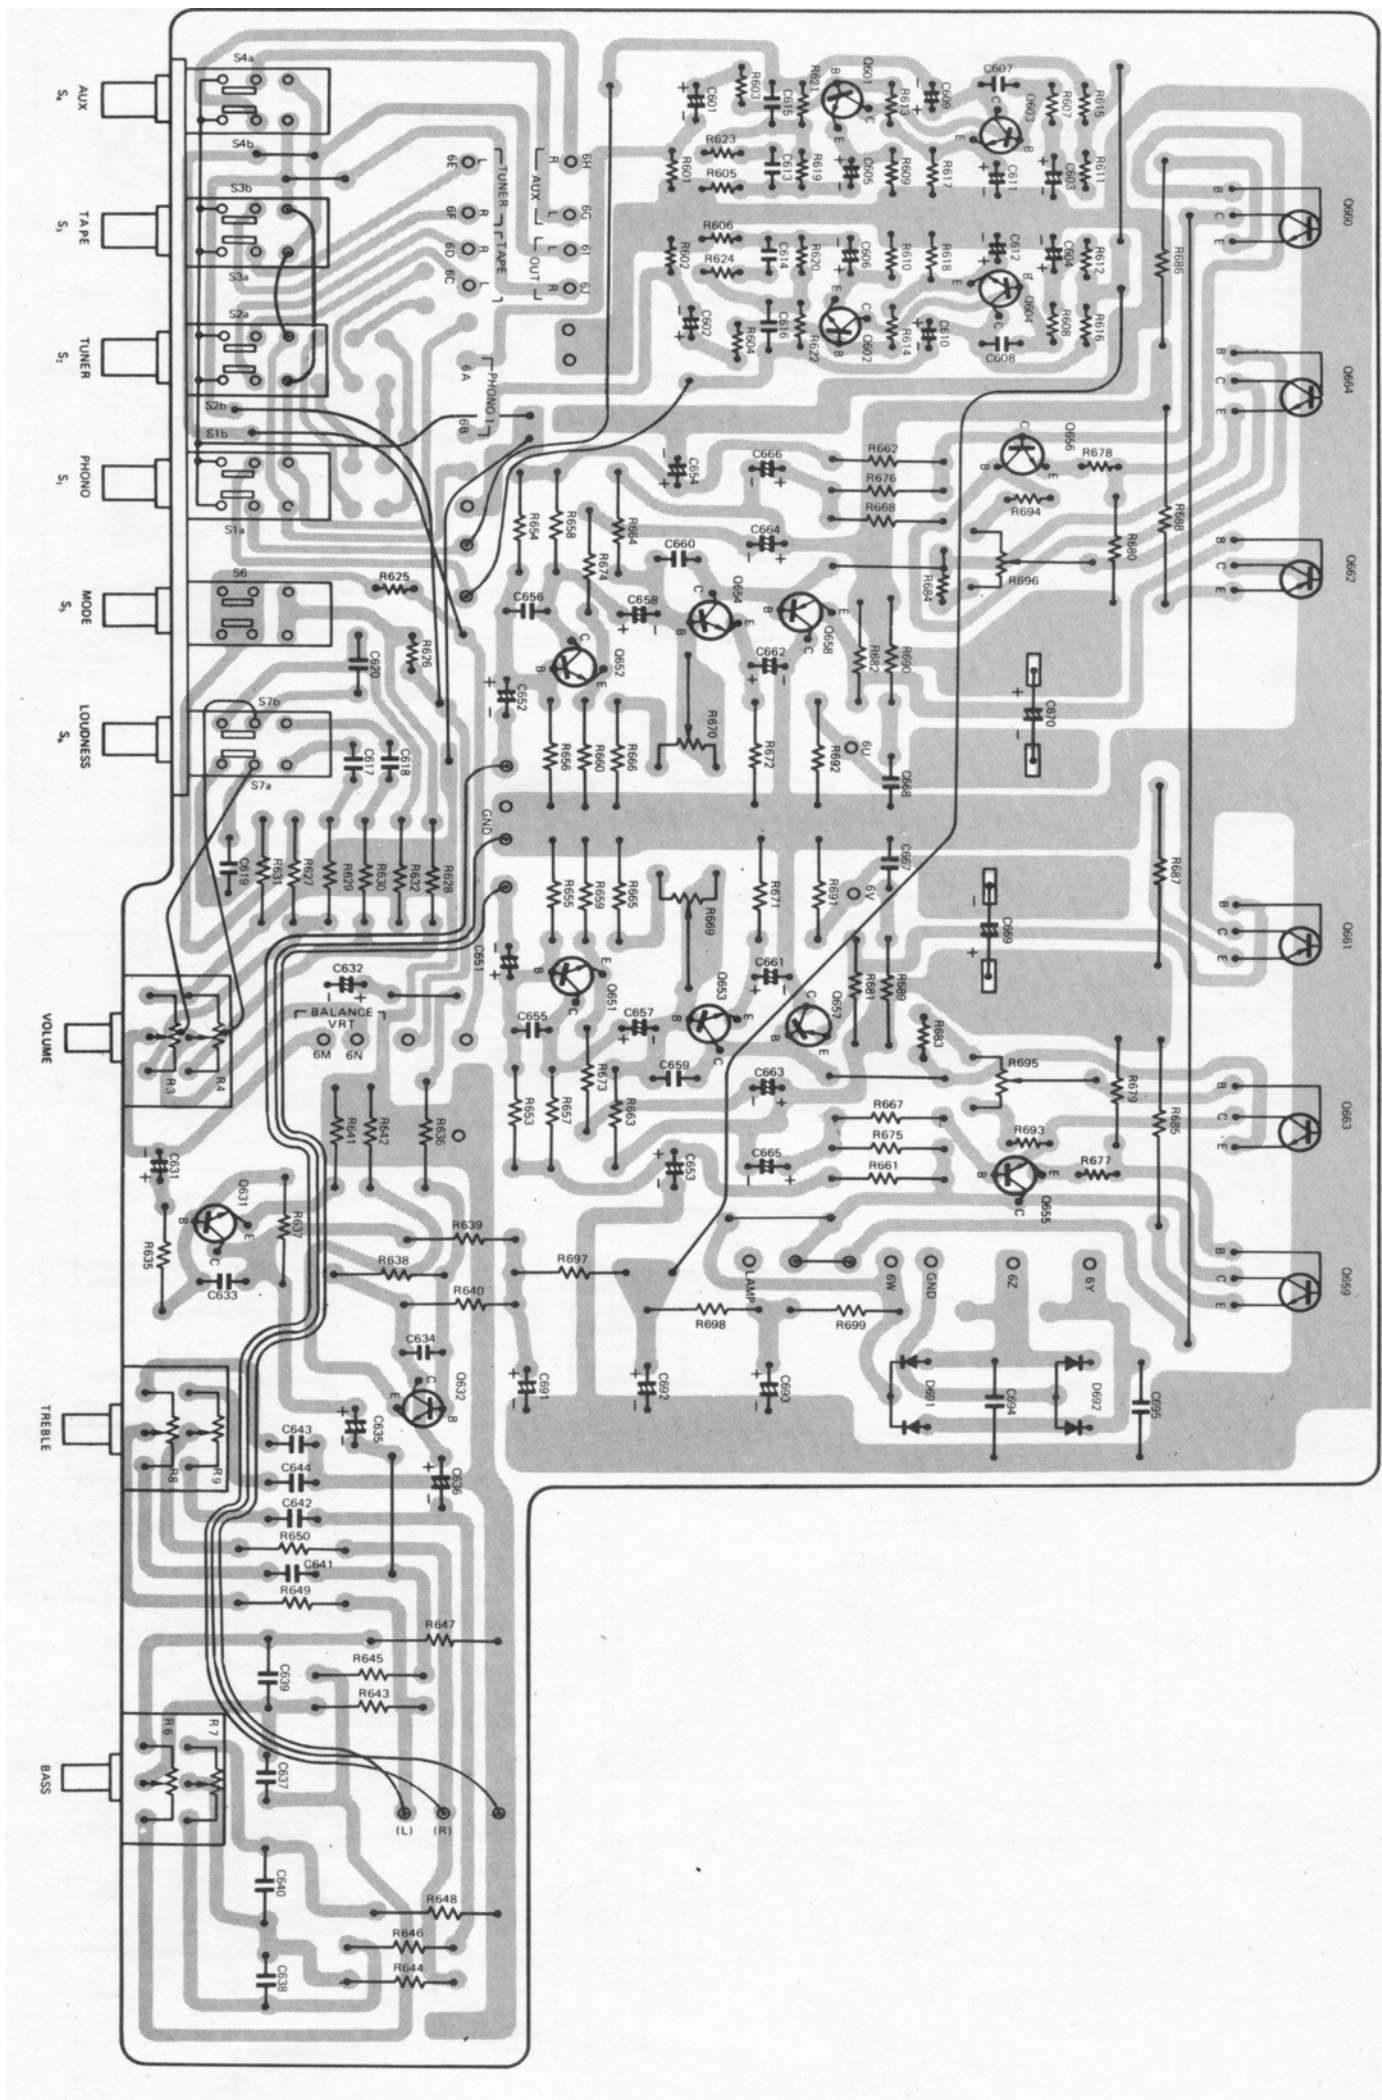 S4a
AUX
S4
S4b
S3b
TAPE
S3a
S2a
TUNER
S2
S2b
S1b
PHONO
S1
S1a
S6
MODE
S7b
LOUDNESS
S7a
VOLUME
R3
R4
TREBLE
R8
R9
BASS
R6
R7
6E
L
TUNER
6F
R
6D
R
TAPE
6C
L
6H
R
AUX
6G
L
6I
L
OUT
6J
R
6A
PHONO 1
6B
C601
R603
C615
R621
Q601
B
C
E
R613
C609
C607
Q603
C
E
B
R607
R615
R601
R623
R605
C613
R619
C605
R609
R617
C611
C603
R611
R602
R606
R624
C614
R620
C606
R610
R618
C612
C604
R612
C602
R604
C616
R622
Q602
E
C
B
R614
C610
E
B
C
Q604
C608
R608
R616
R686
Q660
B
C
E
Q664
B
C
E
Q662
B
C
E
R688
C654
C666
R662
R676
R668
Q656
C
B
E
R678
R694
R696
R680
R654
R658
R674
R664
C660
C664
R684
R625
R626
C620
C656
C658
Q654
C
B
E
Q658
B
E
C
R682
R690
Q652
C
B
E
C652
C662
R670
C670
R656
R660
R666
R672
R692
6U
C668
C617
C618
GND
C619
R631
R627
R629
R630
R632
R628
R655
R659
R665
R669
R671
R691
C667
6V
C669
R687
Q661
B
C
E
C632
BALANCE
VRT
6M
6N
C651
Q651
B
E
C
C655
C657
Q653
B
E
C
C661
Q657
C
B
E
R681
R689
R683
R695
R679
R685
Q663
B
C
E
R641
R642
R636
R653
R657
R673
R663
C659
C663
R667
R675
R661
C665
C653
R693
B
E
C
Q655
R677
C631
Q631
B
E
C
R635
C633
R637
R638
R639
R640
R697
R698
R699
LAMP
6W
GND
6Z
6Y
Q659
B
C
E
C634
Q632
C
E
B
C635
C636
C691
C692
C693
D691
C694
D692
C695
C643
C644
C642
R650
C641
R649
R647
R645
R643
C639
C637
(L)
(R)
C640
C638
R648
R646
R644